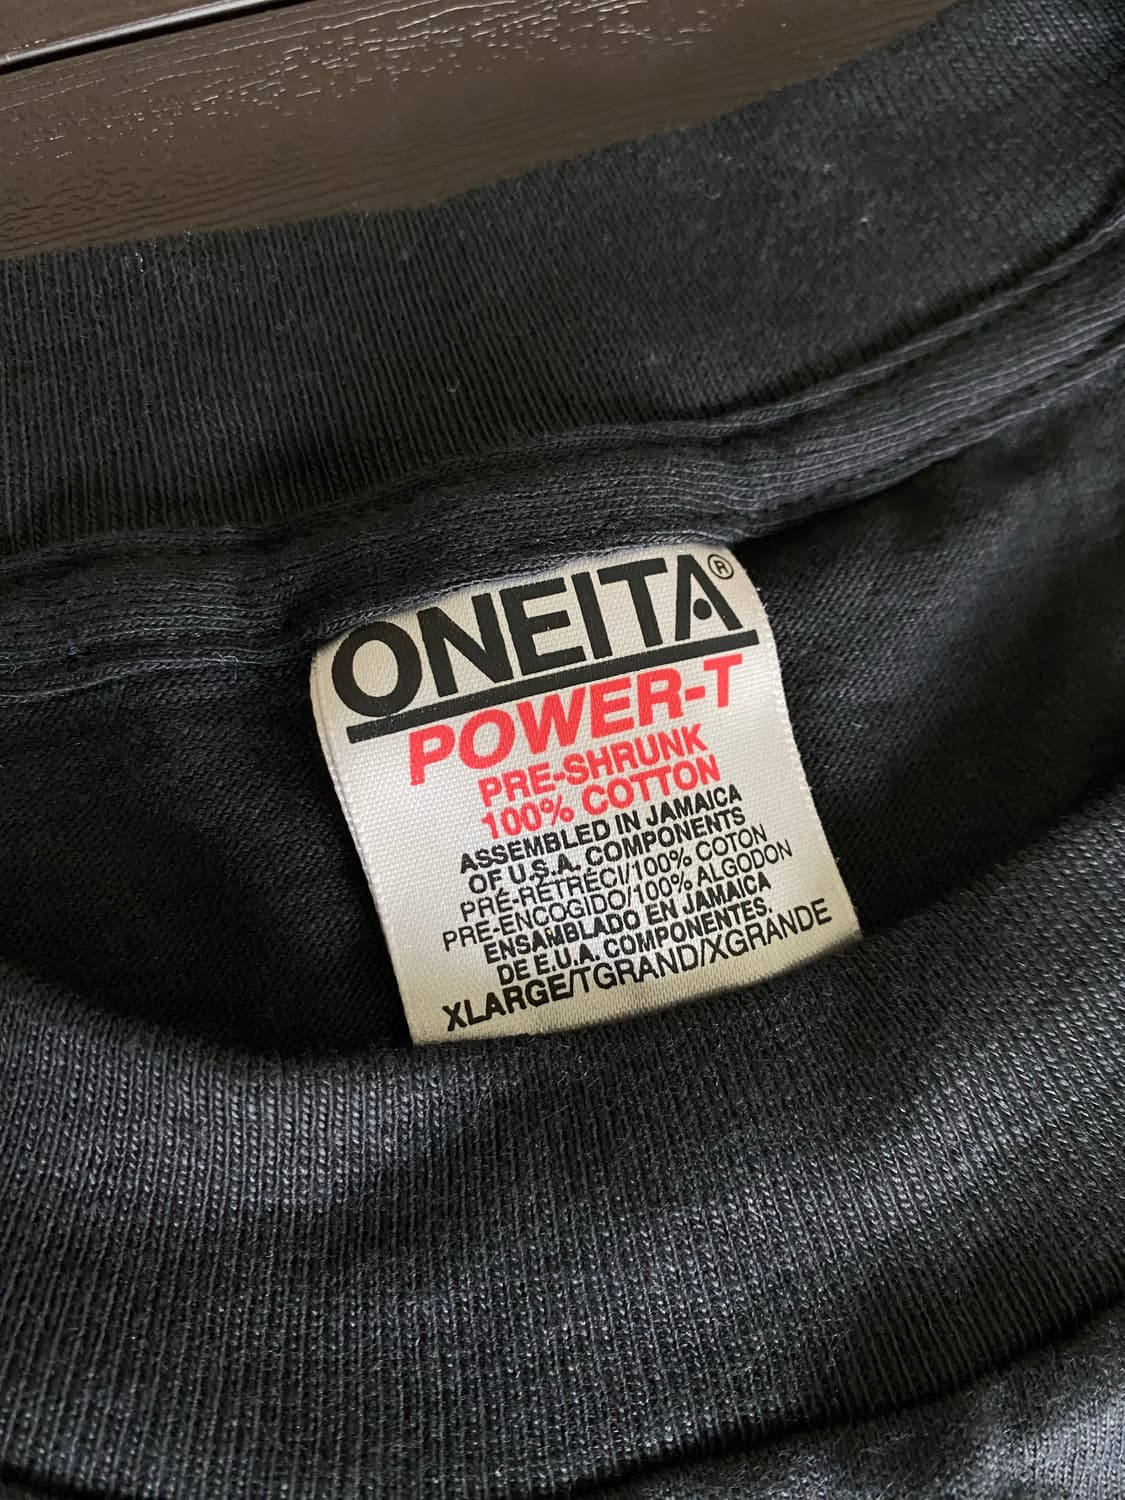 ONEITA®
POWER-T
PRE-SHRUNK
100% COTTON
ASSEMBLED IN JAMAICA
OF U.S.A. COMPONENTS
PRÉ-RÉTRÉCI/100% COTON
PRE-ENCOGIDO/100% ALGODON
ENSAMBLADO EN JAMAICA
DE E.U.A. COMPONENTES.
XLARGE/TGRAND/XGRANDE